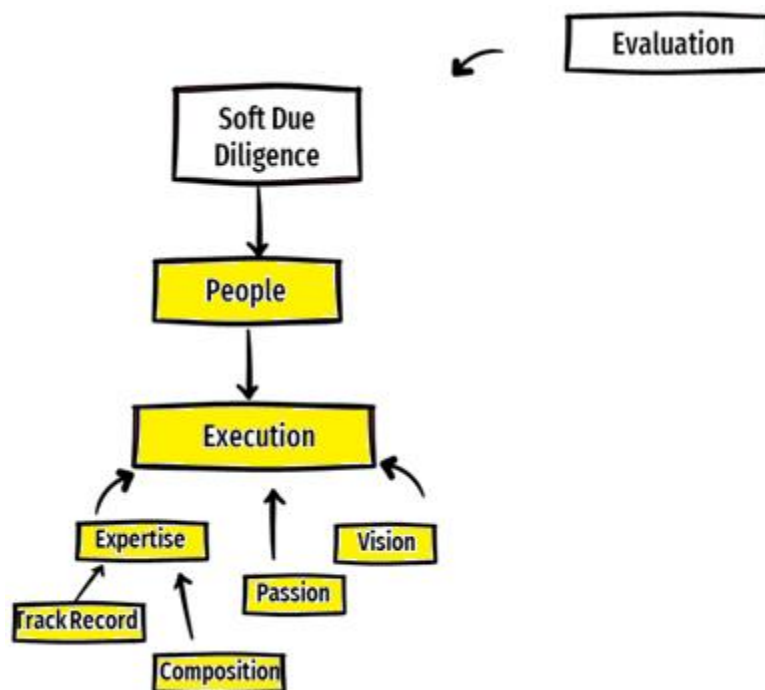 Evaluation
Soft Due
Diligence
People
Execution
Expertise
Vision
Passion
Track Record
Composition